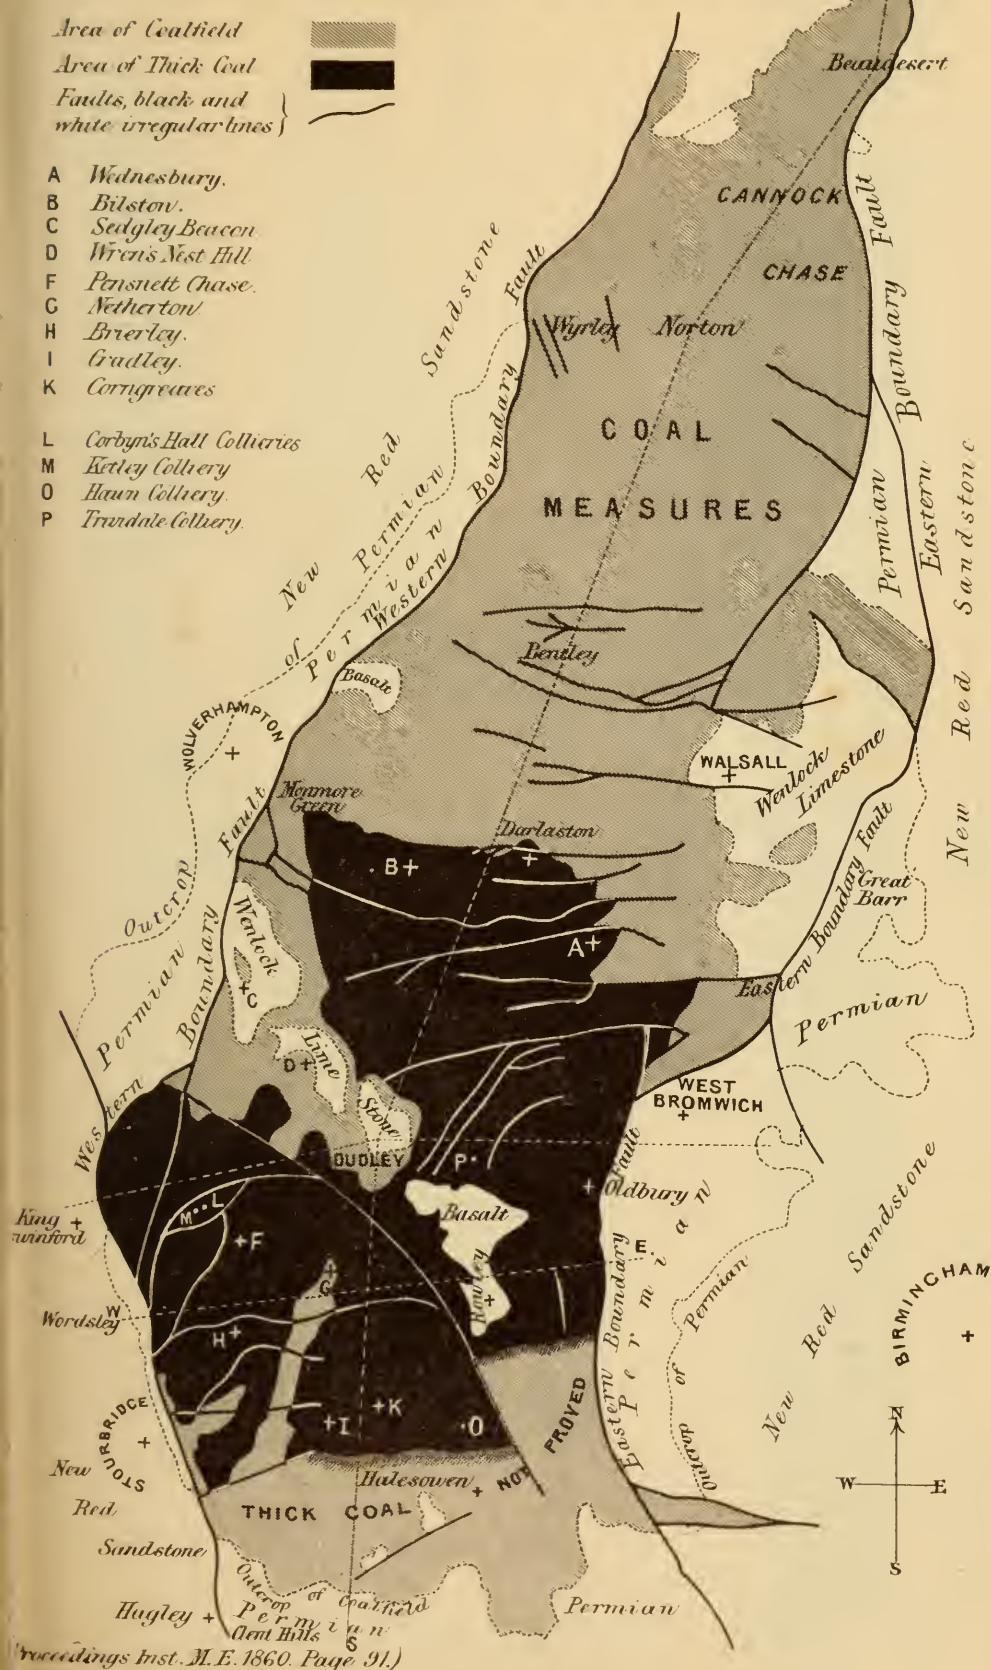 Area of Coalfield
Area of Thick Coal
Faults, black and
white irregular lines
A Wednesbury.
B Bilston.
C Sedgley Beacon
D Wren's Nest Hill
F Pensnett Chase.
G Netherton
H Brierley.
I Cradley.
K Corngreaves
L Corbyn's Hall Collieries
M Ketley Colliery
O Haun Colliery.
P Trindale Colliery.
Beaudesert
CANNOCK
CHASE
Boundary Fault
Eastern
Permian
New Red Sandstone
Wyrley
Norton
COAL
MEASURES
Western Boundary Fault
Permian
Outcrop of Permian
New Red Sandstone
Bentley
Basalt
WOLVERHAMPTON
WALSALL
Wenlock
Limestone
Monmore
Green
Darlaston
B
A
Great
Barr
Eastern Boundary Fault
Permian
Western Boundary Fault
Permian
Wenlock
C
Lime
D
Stone
DUDLEY
WEST
BROMWICH
P
Oldbury
Fault
Basalt
Rowley
E.
King
swinford
M L
F
G
Wordsley
W
H
I
K
O
STOURBRIDGE
New
Red
Sandstone
Eastern Boundary
Permian
Outcrop of Permian
New Red Sandstone
BIRMINGHAM
N
W E
S
Halesowen
THICK COAL NOT PROVED
Outcrop of Coalfield
Permian
Clent Hills
S
Hagley
Permian
Proceedings Inst. M.E. 1860. Page 91.)